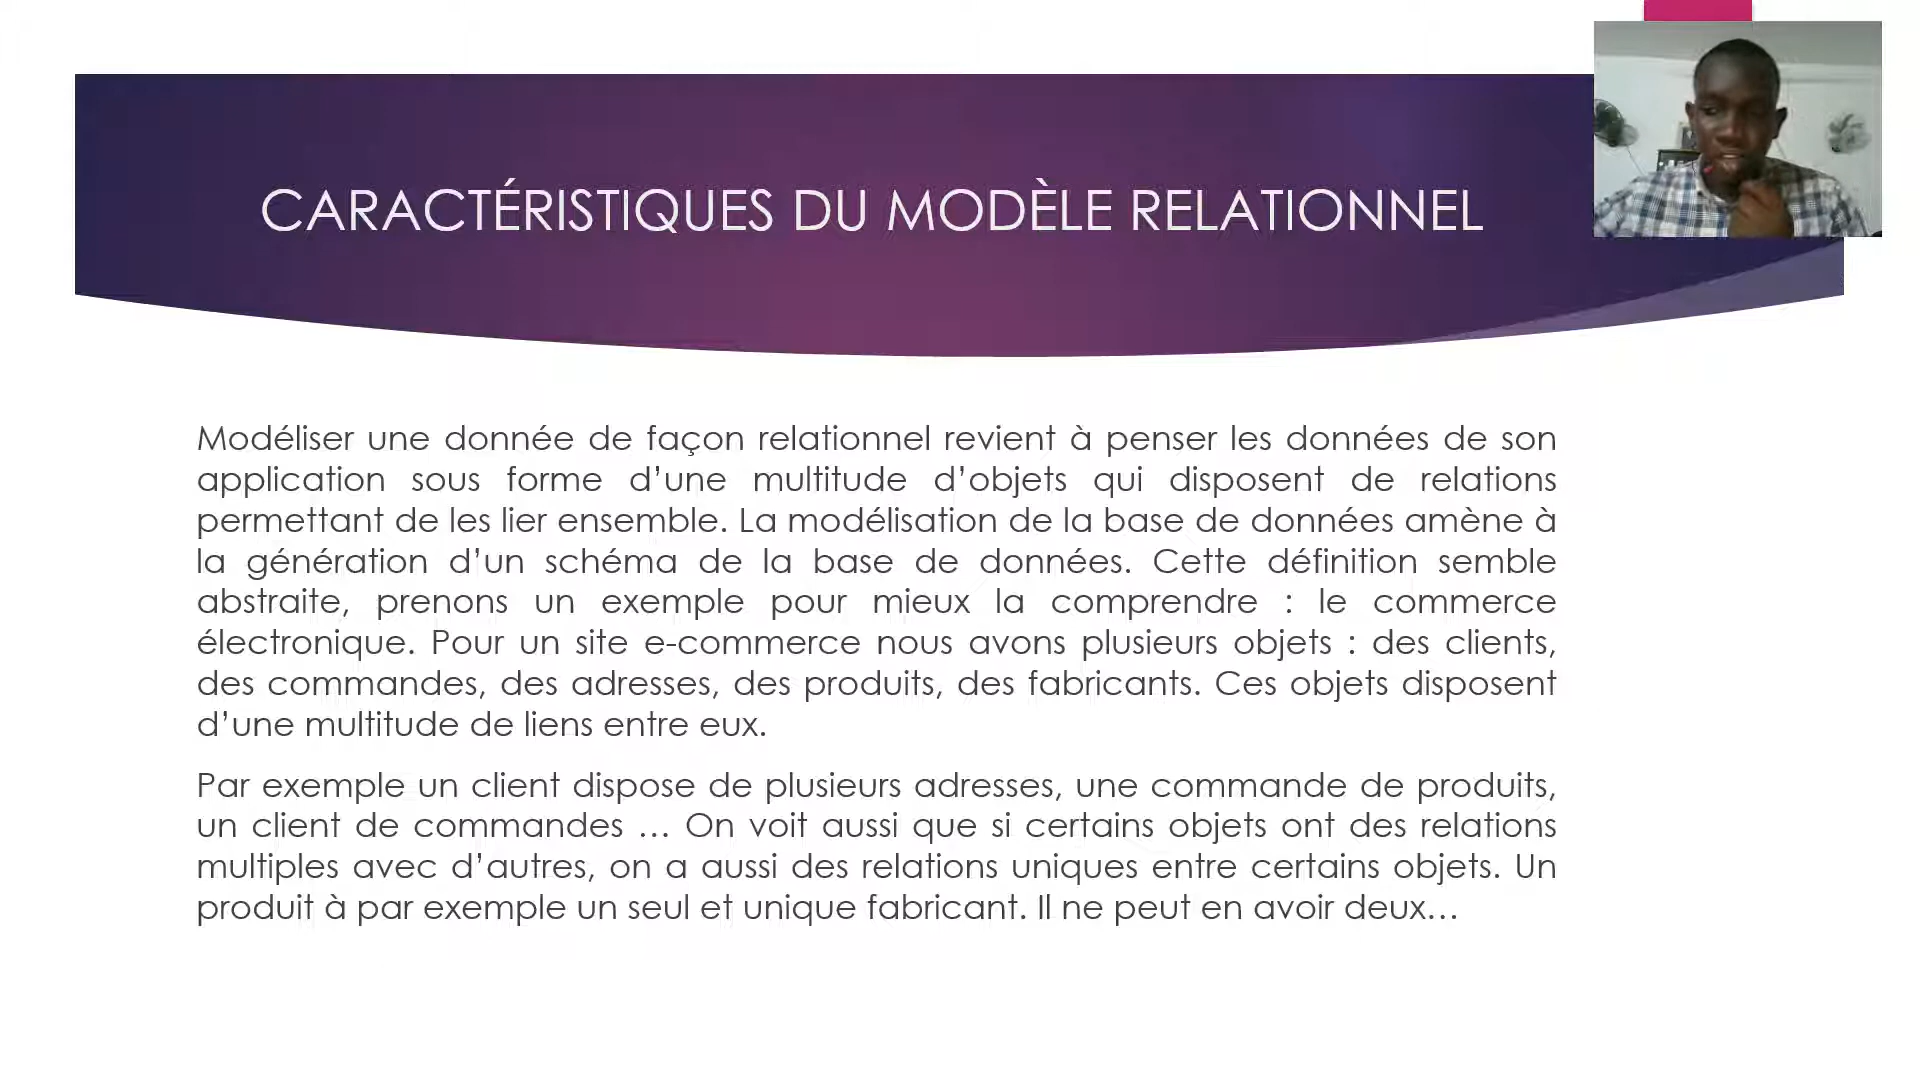 CARACTÉRISTIQUES DU MODÈLE RELATIONNEL
Modéliser une donnée de façon relationnel revient à penser les données de son
application sous forme d’une multitude d’objets qui disposent de relations
permettant de les lier ensemble. La modélisation de la base de données amène à
la génération d’un schéma de la base de données. Cette définition semble
abstraite, prenons un exemple pour mieux la comprendre : le commerce
électronique. Pour un site e-commerce nous avons plusieurs objets : des clients,
des commandes, des adresses, des produits, des fabricants. Ces objets disposent
d’une multitude de liens entre eux.
Par exemple un client dispose de plusieurs adresses, une commande de produits,
un client de commandes … On voit aussi que si certains objets ont des relations
multiples avec d’autres, on a aussi des relations uniques entre certains objets. Un
produit à par exemple un seul et unique fabricant. Il ne peut en avoir deux…